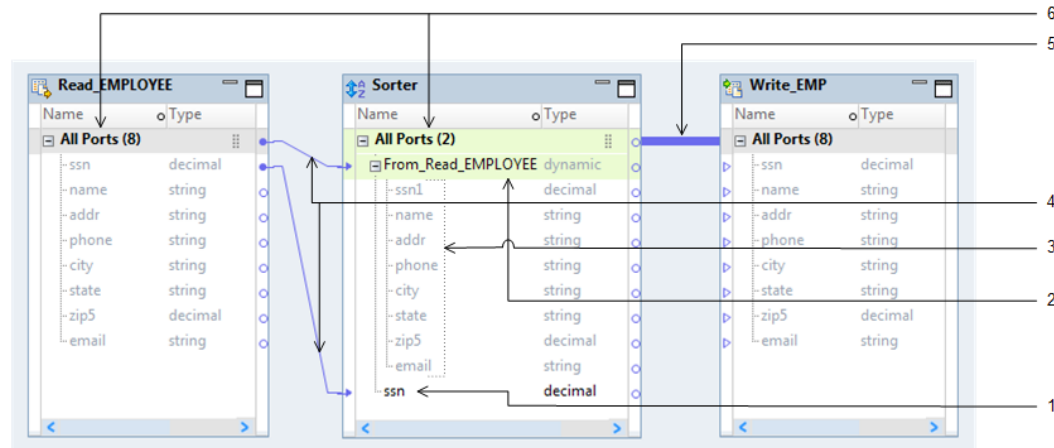 6
5
Read_EMPLOYEE
Name Type
All Ports (8)
ssn decimal
name string
addr string
phone string
city string
state string
zip5 decimal
email string
Sorter
Name Type
All Ports (2)
From_Read_EMPLOYEE dynamic
ssn1 decimal
name string
addr string
phone string
city string
state string
zip5 decimal
email string
ssn decimal
Write_EMP
Name Type
All Ports (8)
ssn decimal
name string
addr string
phone string
city string
state string
zip5 decimal
email string
4
3
2
1